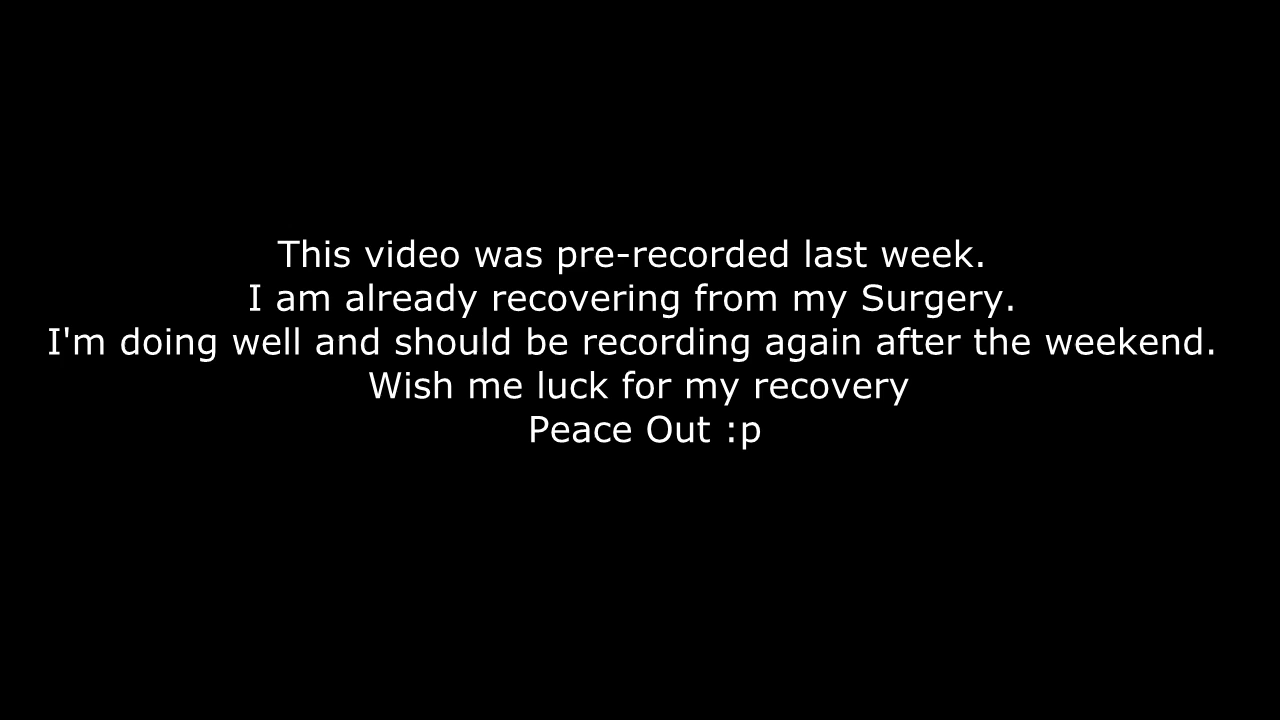 This video was pre-recorded last week.
I am already recovering from my Surgery.
I'm doing well and should be recording again after the weekend.
Wish me luck for my recovery
Peace Out :p